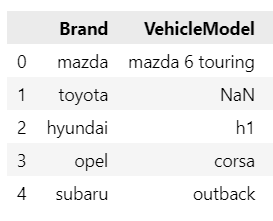 Brand VehicleModel
0 mazda mazda 6 touring
1 toyota NaN
2 hyundai h1
3 opel corsa
4 subaru outback